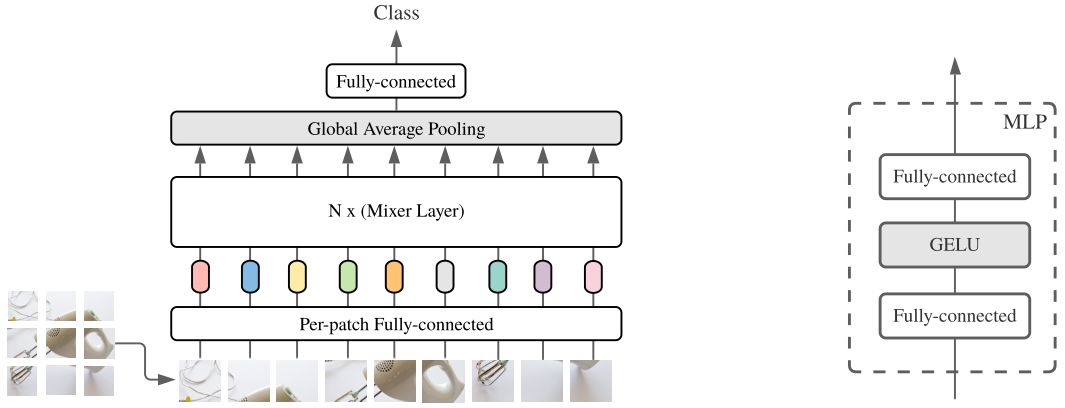 Class
Fully-connected
Global Average Pooling
N x (Mixer Layer)
Per-patch Fully-connected
MLP
Fully-connected
GELU
Fully-connected